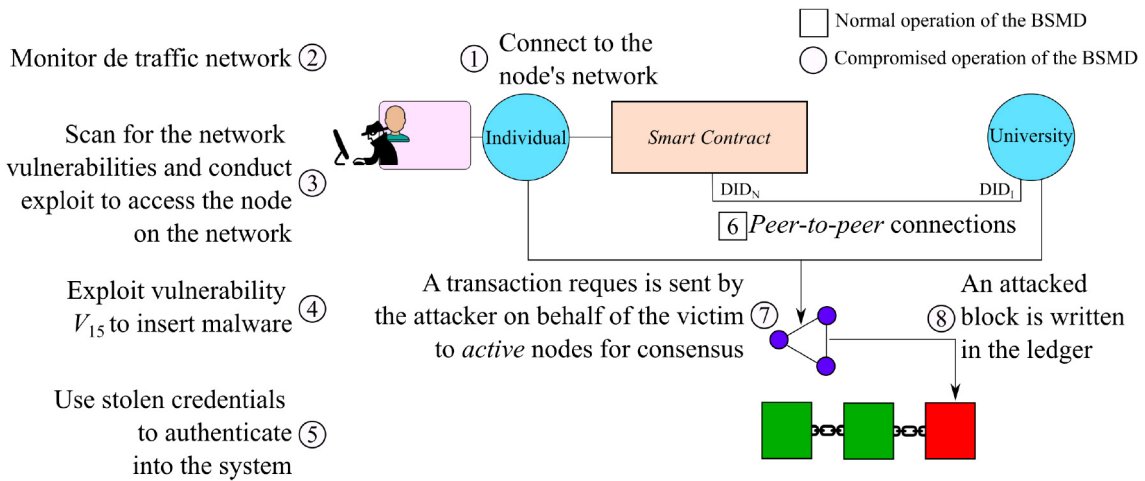 Normal operation of the BSMD
Compromised operation of the BSMD
1 Connect to the
node's network
Monitor de traffic network 2
Scan for the network
vulnerabilities and conduct
exploit to access the node 3
on the network
Individual
Smart Contract
University
DID_N
DID_I
6 Peer-to-peer connections
Exploit vulnerability
V_15 to insert malware 4
Use stolen credentials
to authenticate 5
into the system
A transaction reques is sent by
the attacker on behalf of the victim 7
to active nodes for consensus
An attacked
8 block is written
in the ledger